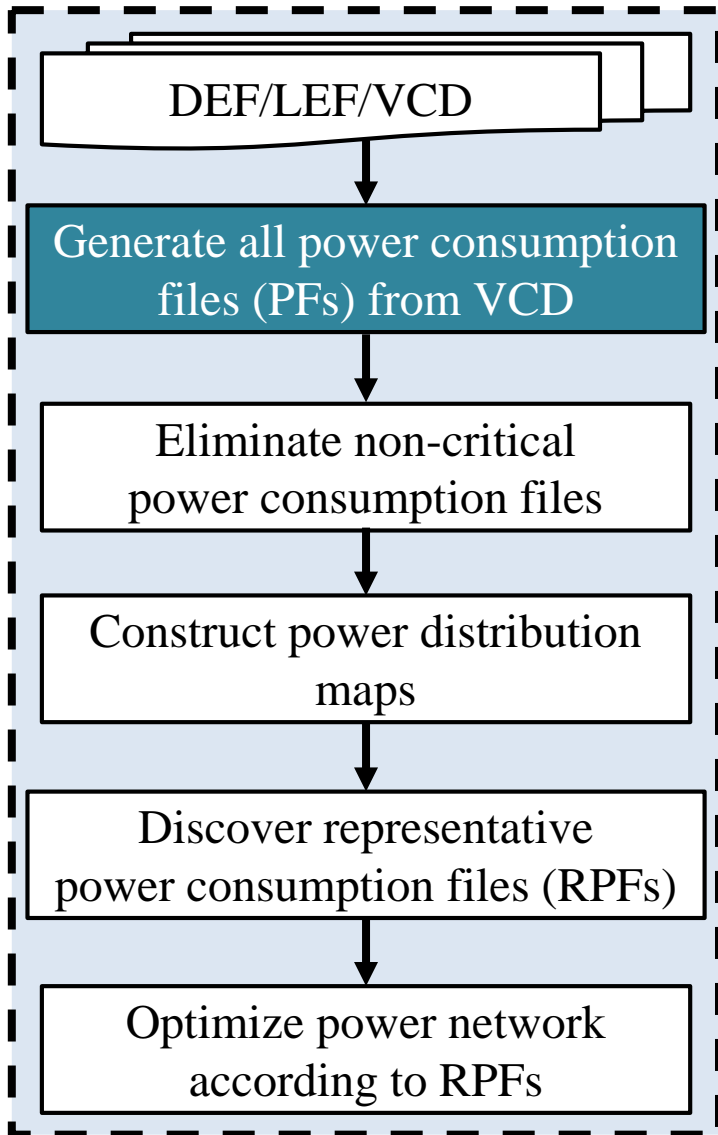 DEF/LEF/VCD
Generate all power consumption
files (PFs) from VCD
Eliminate non-critical
power consumption files
Construct power distribution
maps
Discover representative
power consumption files (RPFs)
Optimize power network
according to RPFs